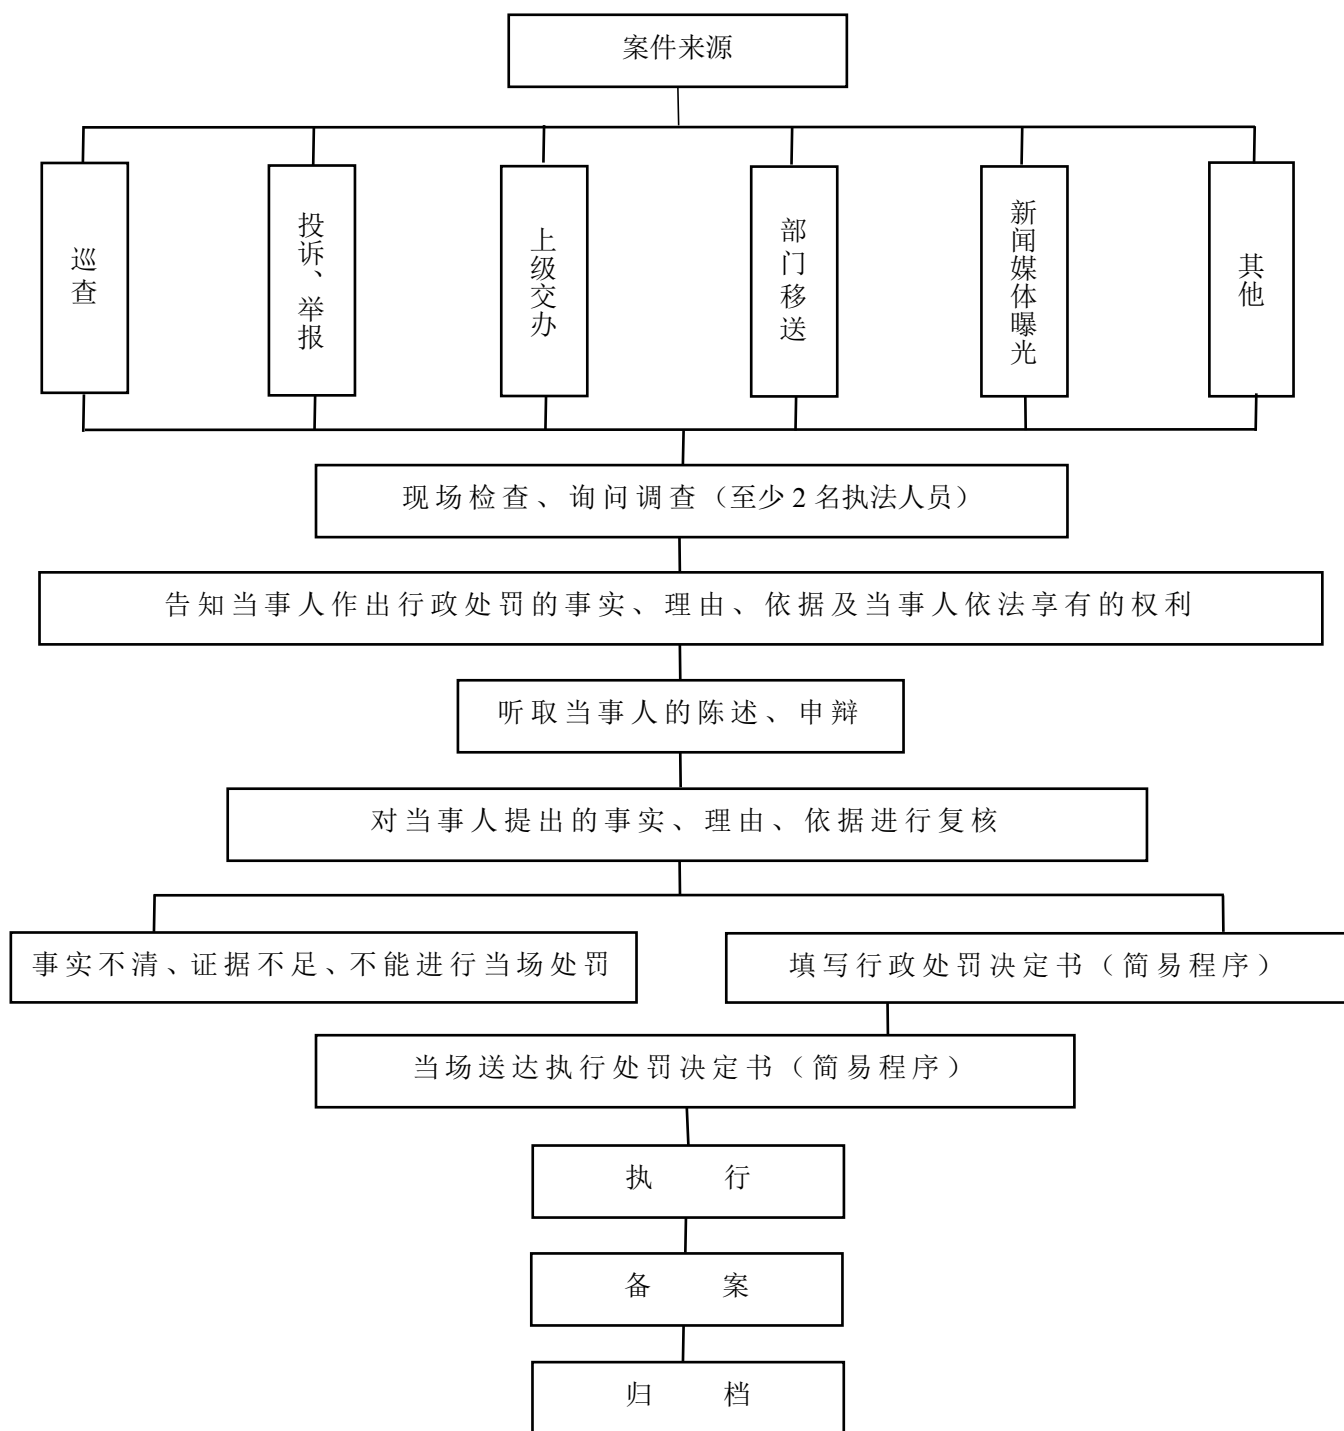 案件来源
巡查
投诉、举报
上级交办
部门移送
新闻媒体曝光
其他
现场检查、询问调查（至少2名执法人员）
告知当事人作出行政处罚的事实、理由、依据及当事人依法享有的权利
听取当事人的陈述、申辩
对当事人提出的事实、理由、依据进行复核
事实不清、证据不足、不能进行当场处罚
填写行政处罚决定书（简易程序）
当场送达执行处罚决定书（简易程序）
执 行
备 案
归 档